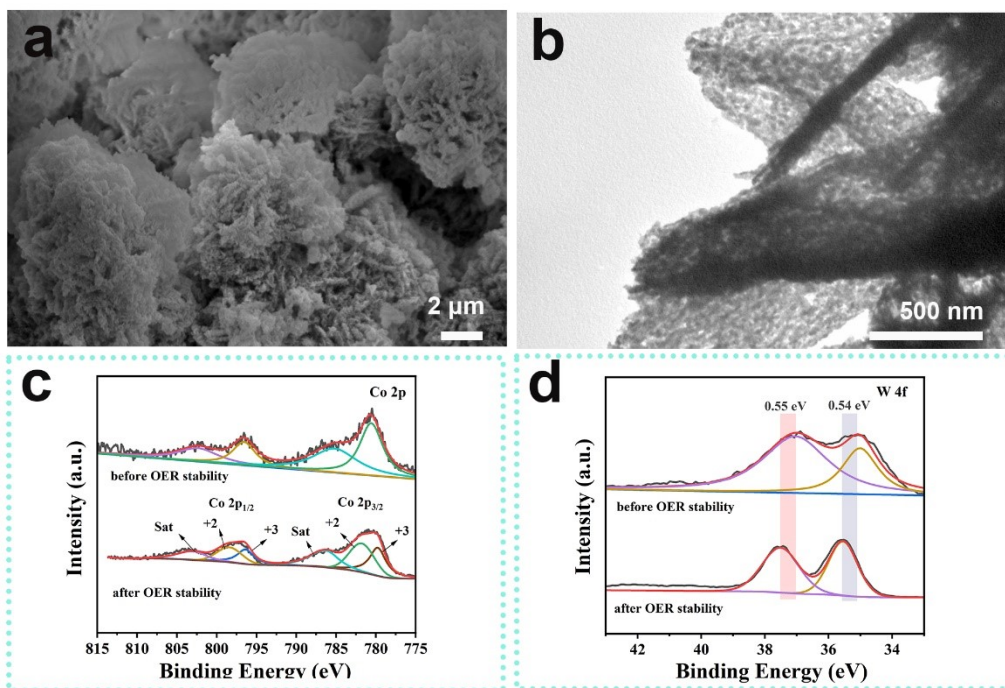 a
2 µm
b
500 nm
c
Co 2p
before OER stability
Co 2p1/2
Co 2p3/2
Sat
+2
+3
Sat
+2
+3
after OER stability
Intensity (a.u.)
815 810 805 800 795 790 785 780 775
Binding Energy (eV)
d
W 4f
0.55 eV
0.54 eV
before OER stability
after OER stability
Intensity (a.u.)
42 40 38 36 34
Binding Energy (eV)